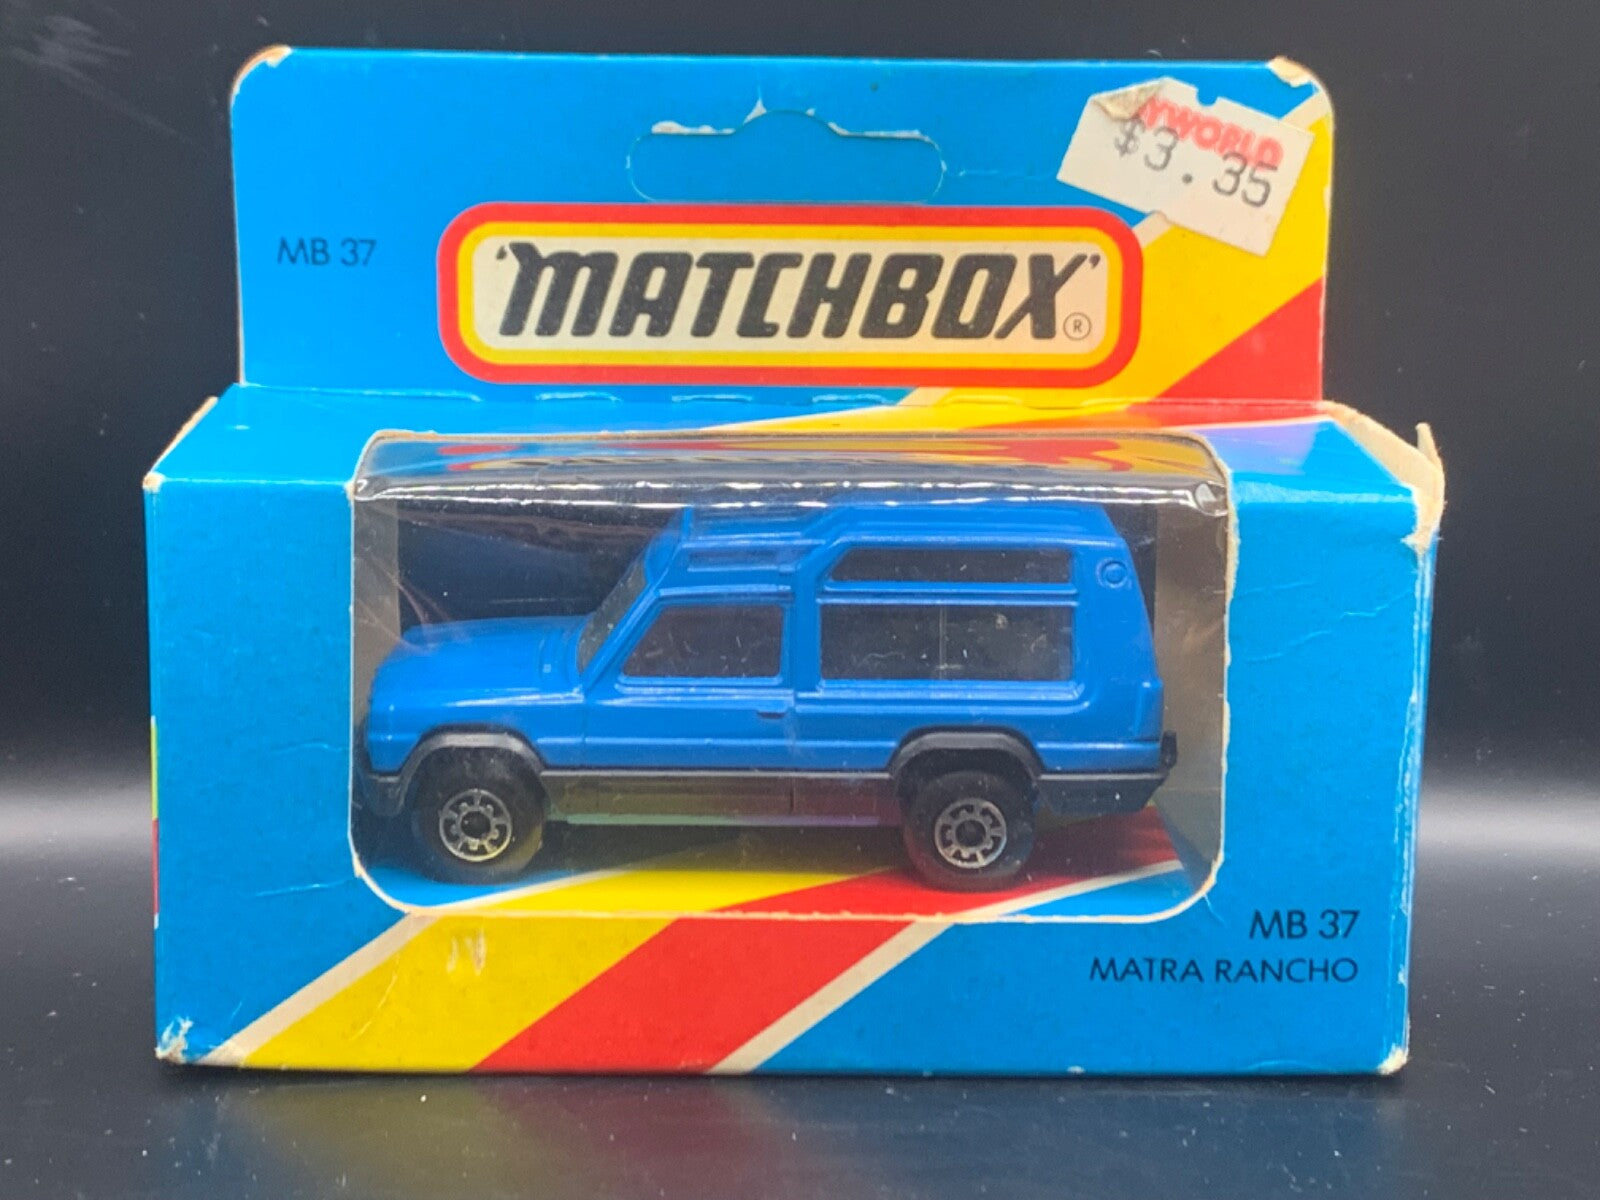 $3.35
MB 37
'MATCHBOX'®
MB 37
MATRA RANCHO